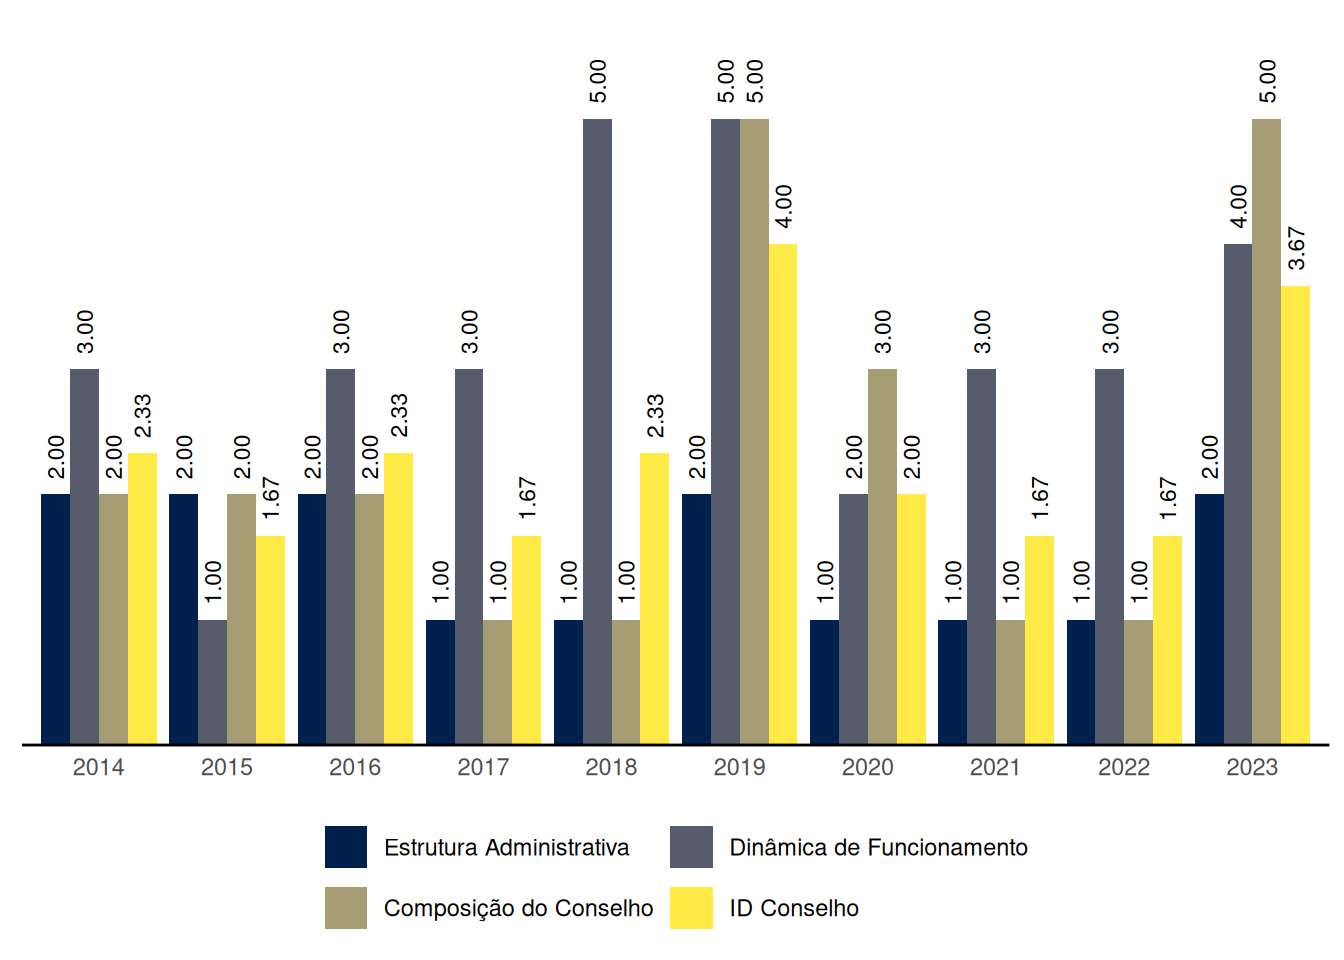 5.00 5.00 5.00 5.00
4.00 4.00
3.67
3.00 3.00 3.00 3.00 3.00 3.00
2.33 2.33 2.33
2.00 2.00 2.00 2.00 2.00 2.00 2.00 2.00 2.00 2.00
1.67 1.67 1.67 1.67
1.00 1.00 1.00 1.00 1.00 1.00 1.00 1.00 1.00 1.00
2014 2015 2016 2017 2018 2019 2020 2021 2022 2023
Estrutura Administrativa Dinâmica de Funcionamento
Composição do Conselho ID Conselho